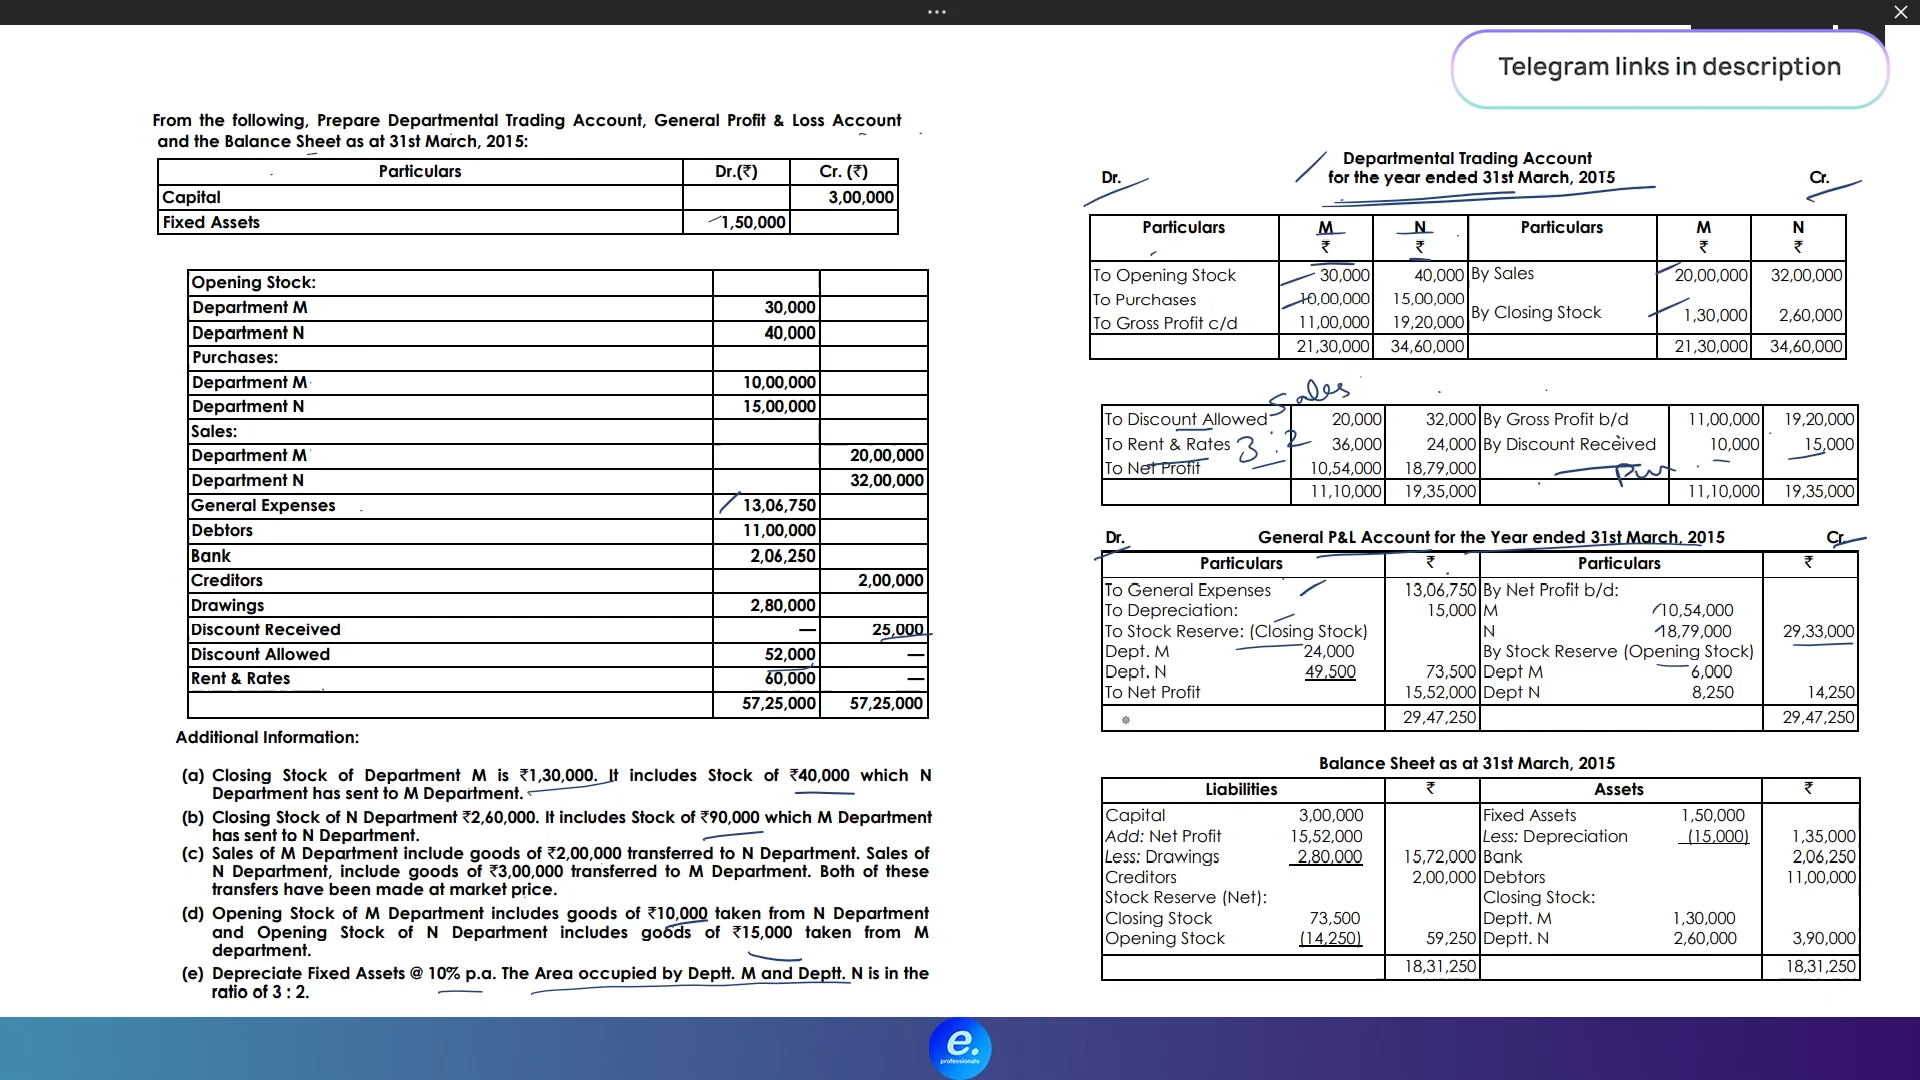 Telegram links in description
From the following, Prepare Departmental Trading Account, General Profit & Loss Account
and the Balance Sheet as at 31st March, 2015:
Particulars Dr.(₹) Cr. (₹)
Capital 3,00,000
Fixed Assets 1,50,000
Opening Stock:
Department M 30,000
Department N 40,000
Purchases:
Department M 10,00,000
Department N 15,00,000
Sales:
Department M 20,00,000
Department N 32,00,000
General Expenses 13,06,750
Debtors 11,00,000
Bank 2,06,250
Creditors 2,00,000
Drawings 2,80,000
Discount Received — 25,000
Discount Allowed 52,000 —
Rent & Rates 60,000 —
57,25,000 57,25,000
Additional Information:
(a) Closing Stock of Department M is ₹1,30,000. It includes Stock of ₹40,000 which N
Department has sent to M Department.
(b) Closing Stock of N Department ₹2,60,000. It includes Stock of ₹90,000 which M Department
has sent to N Department.
(c) Sales of M Department include goods of ₹2,00,000 transferred to N Department. Sales of
N Department, include goods of ₹3,00,000 transferred to M Department. Both of these
transfers have been made at market price.
(d) Opening Stock of M Department includes goods of ₹10,000 taken from N Department
and Opening Stock of N Department includes goods of ₹15,000 taken from M
department.
(e) Depreciate Fixed Assets @ 10% p.a. The Area occupied by Deptt. M and Deptt. N is in the
ratio of 3 : 2.
Departmental Trading Account
Dr. for the year ended 31st March, 2015 Cr.
Particulars M N Particulars M N
₹ ₹ ₹ ₹
To Opening Stock 30,000 40,000 By Sales 20,00,000 32,00,000
To Purchases 10,00,000 15,00,000
To Gross Profit c/d 11,00,000 19,20,000 By Closing Stock 1,30,000 2,60,000
21,30,000 34,60,000 21,30,000 34,60,000
Sales
To Discount Allowed 20,000 32,000 By Gross Profit b/d 11,00,000 19,20,000
To Rent & Rates 3:2 36,000 24,000 By Discount Received 10,000 15,000
To Net Profit 10,54,000 18,79,000 Pur
11,10,000 19,35,000 11,10,000 19,35,000
Dr. General P&L Account for the Year ended 31st March, 2015 Cr
Particulars ₹ Particulars ₹
To General Expenses 13,06,750 By Net Profit b/d:
To Depreciation: 15,000 M 10,54,000
To Stock Reserve: (Closing Stock) N 18,79,000 29,33,000
Dept. M 24,000 By Stock Reserve (Opening Stock)
Dept. N 49,500 73,500 Dept M 6,000
To Net Profit 15,52,000 Dept N 8,250 14,250
29,47,250 29,47,250
Balance Sheet as at 31st March, 2015
Liabilities ₹ Assets ₹
Capital 3,00,000 Fixed Assets 1,50,000
Add: Net Profit 15,52,000 Less: Depreciation (15,000) 1,35,000
Less: Drawings 2,80,000 15,72,000 Bank 2,06,250
Creditors 2,00,000 Debtors 11,00,000
Stock Reserve (Net): Closing Stock:
Closing Stock 73,500 Deptt. M 1,30,000
Opening Stock (14,250) 59,250 Deptt. N 2,60,000 3,90,000
18,31,250 18,31,250
e.
professionals